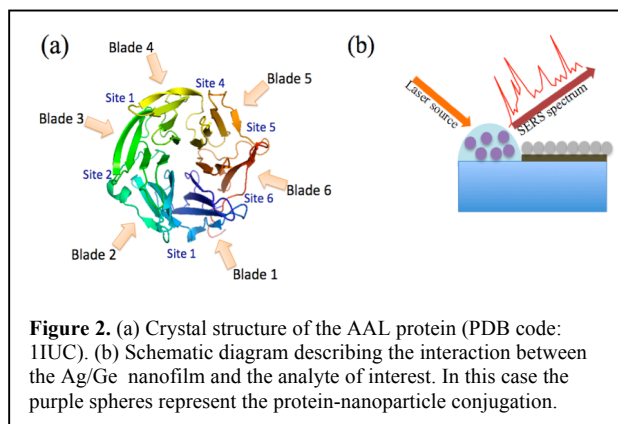 (a)
Blade 4
Site 1
Site 4
Blade 5
Blade 3
Site 5
Site 2
Blade 6
Site 6
Blade 2
Site 1
Blade 1
(b)
Laser source
SERS spectrum
Figure 2. (a) Crystal structure of the AAL protein (PDB code:
1IUC). (b) Schematic diagram describing the interaction between
the Ag/Ge nanofilm and the analyte of interest. In this case the
purple spheres represent the protein-nanoparticle conjugation.